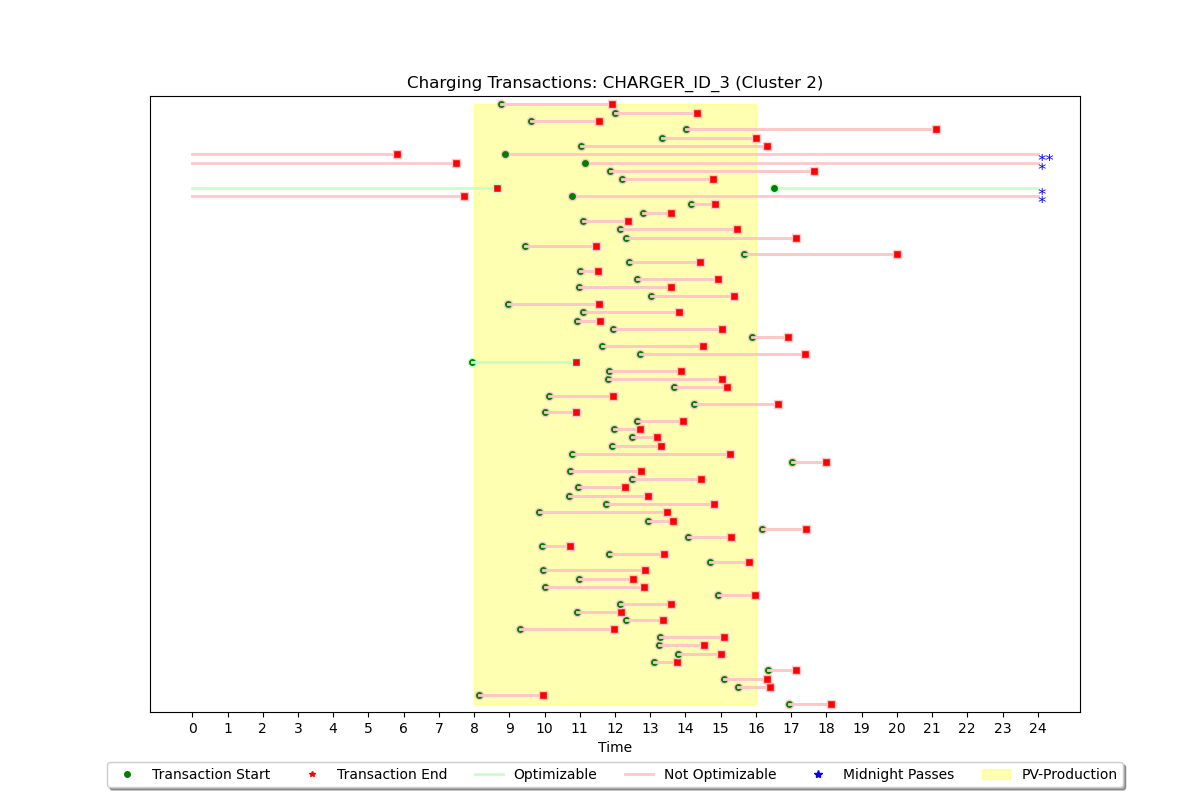 Charging Transactions: CHARGER_ID_3 (Cluster 2)
**
*
*
*
0 1 2 3 4 5 6 7 8 9 10 11 12 13 14 15 16 17 18 19 20 21 22 23 24
Time
Transaction Start Transaction End Optimizable Not Optimizable Midnight Passes PV-Production